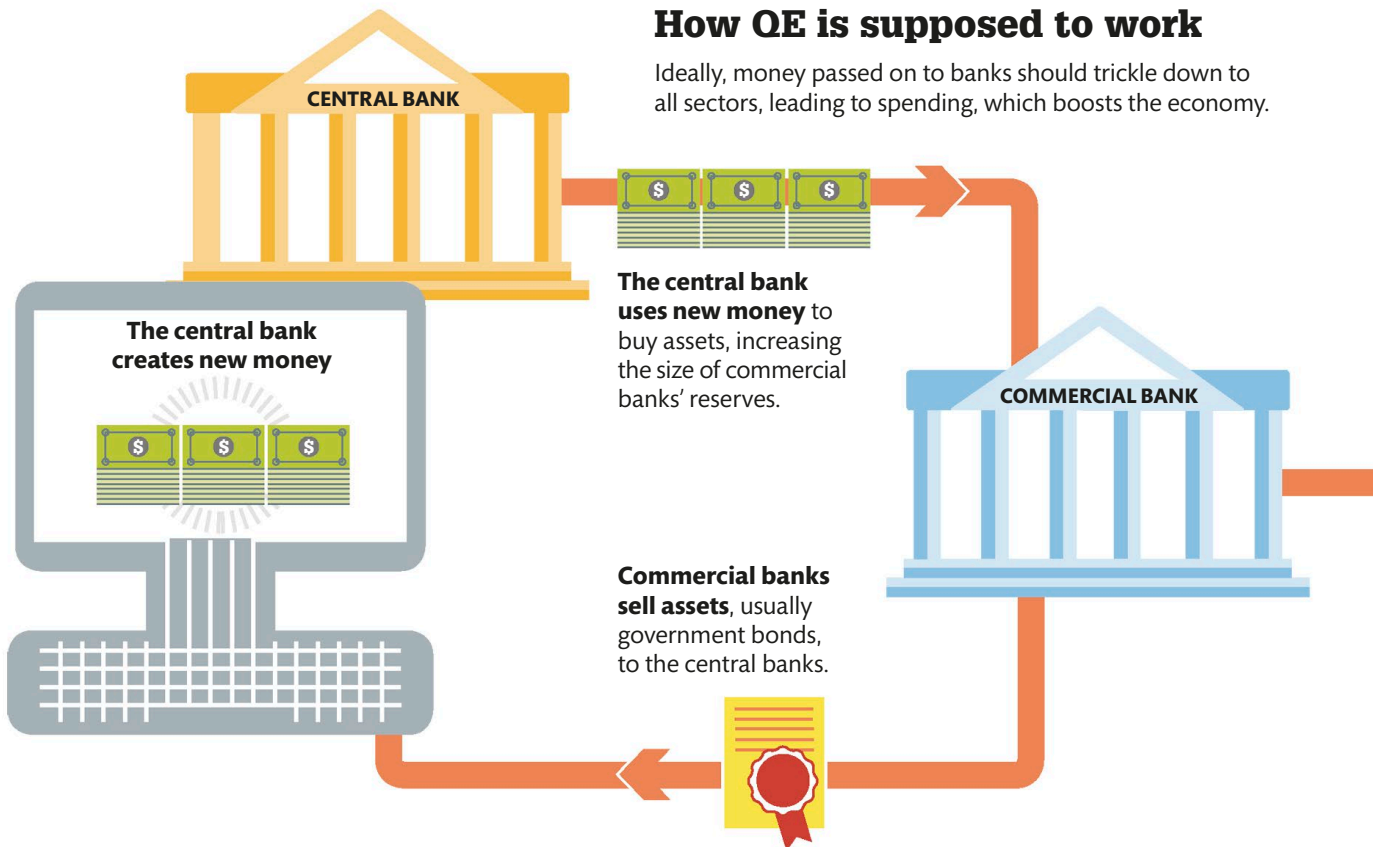 How QE is supposed to work
Ideally, money passed on to banks should trickle down to
all sectors, leading to spending, which boosts the economy.
CENTRAL BANK
The central bank
creates new money
$ $ $
$ $ $
The central bank
uses new money to
buy assets, increasing
the size of commercial
banks’ reserves.
COMMERCIAL BANK
Commercial banks
sell assets, usually
government bonds,
to the central banks.